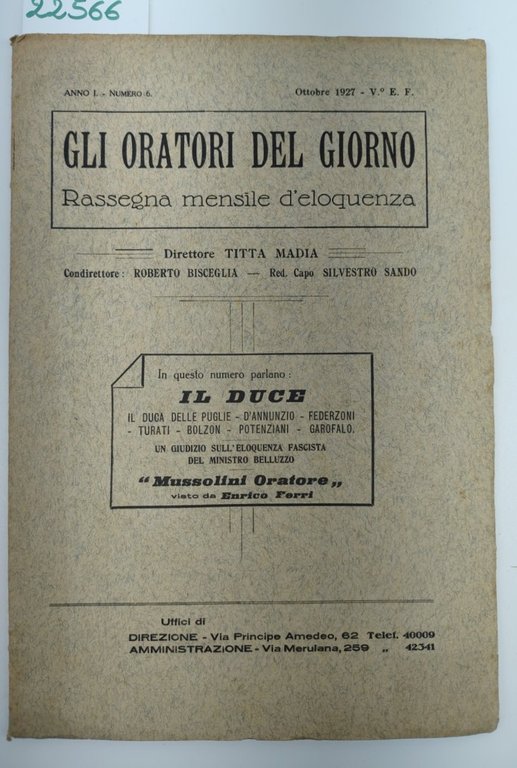 22566
ANNO I. - NUMERO 6. Ottobre 1927 - V.º E. F.
GLI ORATORI DEL GIORNO
Rassegna mensile d'eloquenza
Direttore TITTA MADIA
Condirettore: ROBERTO BISCEGLIA — Red. Capo SILVESTRO SANDO
In questo numero parlano:
IL DUCE
IL DUCA DELLE PUGLIE - D'ANNUNZIO - FEDERZONI
- TURATI - BOLZON - POTENZIANI - GAROFALO.
UN GIUDIZIO SULL'ELOQUENZA FASCISTA
DEL MINISTRO BELLUZZO
“Mussolini Oratore„
visto da Enrico Ferri
Uffici di
DIREZIONE - Via Principe Amedeo, 62 Telef. 40009
AMMINISTRAZIONE - Via Merulana, 259 „ 42341